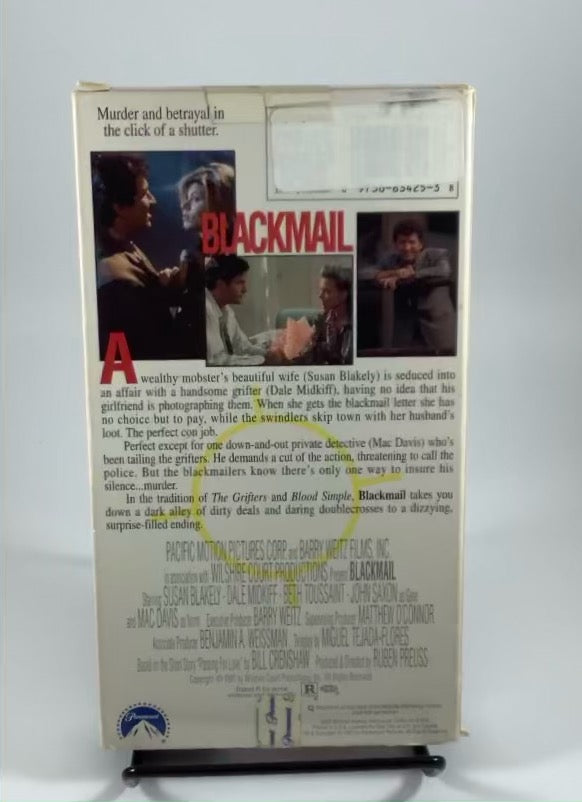 Murder and betrayal in
the click of a shutter.
BLACKMAIL
A wealthy mobster's beautiful wife (Susan Blakely) is seduced into
an affair with a handsome grifter (Dale Midkiff), having no idea that his
girlfriend is photographing them. When she gets the blackmail letter she has
no choice but to pay, while the swindlers skip town with her husband's
loot. The perfect con job.
Perfect except for one down-and-out private detective (Mac Davis) who's
been tailing the grifters. He demands a cut of the action, threatening to call the
police. But the blackmailers know there's only one way to insure his
silence...murder.
In the tradition of The Grifters and Blood Simple, Blackmail takes you
down a dark alley of dirty deals and daring doublecrosses to a dizzying,
surprise-filled ending.
PACIFIC MOTION PICTURES CORP. and BARRY WEITZ FILMS, INC.
in association with WILSHIRE COURT PRODUCTIONS Present BLACKMAIL
Starring SUSAN BLAKELY · DALE MIDKIFF · BETH TOUSSAINT · JOHN SAXON as
and MAC DAVIS as Norm Executive Producer BARRY WEITZ Supervising Producer MATTHEW O'CONNOR
Associate Producer BENJAMIN A. WEISSMAN Teleplay by MIGUEL TEJADA-FLORES
Based on the Short Story "Passing For Love" by BILL CRENSHAW Produced & Directed by RUBEN PREUSS
R
Paramount